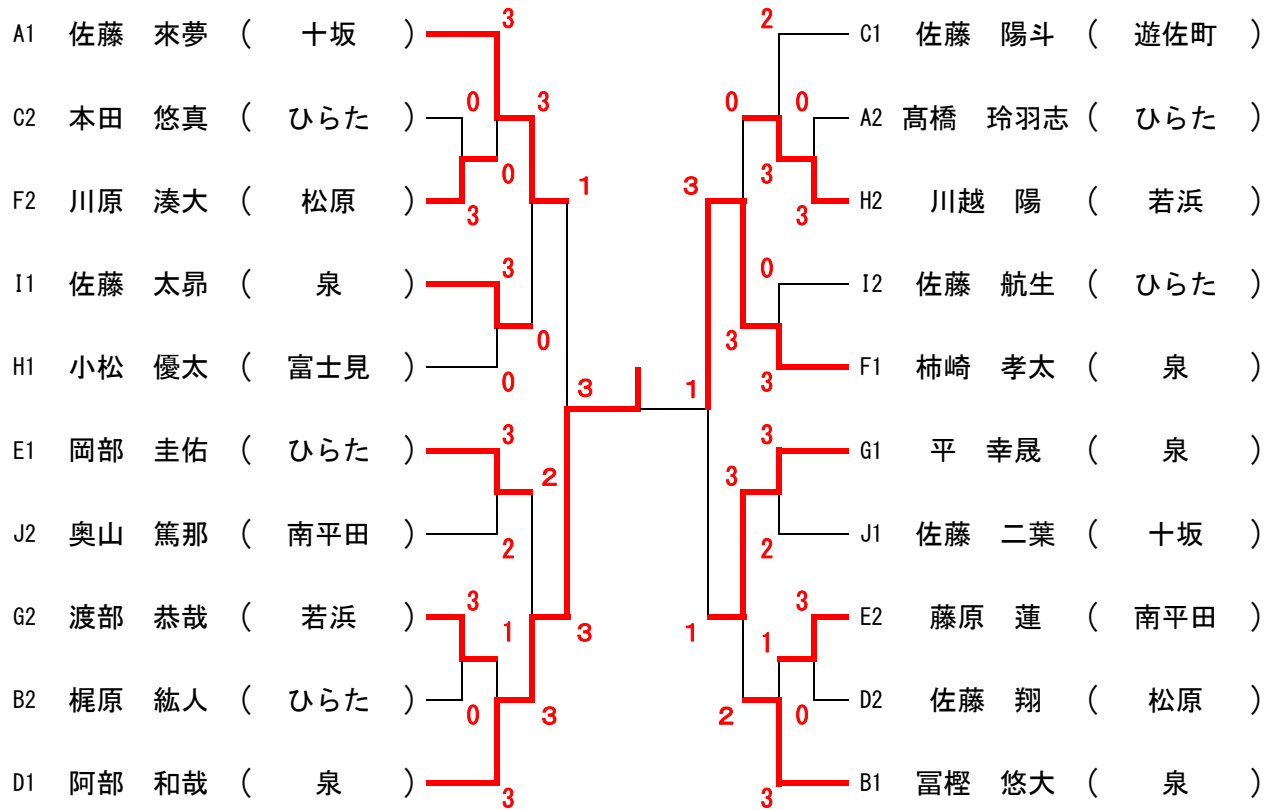 3 2
A1 佐藤 來夢 ( 十坂 ) C1 佐藤 陽斗 ( 遊佐町 )
0 3 0 0
C2 本田 悠真 ( ひらた ) A2 髙橋 玲羽志 ( ひらた )
0 1 3 3
F2 川原 湊大 ( 松原 ) 3 3 H2 川越 陽 ( 若浜 )
3 0
I1 佐藤 太昴 ( 泉 ) I2 佐藤 航生 ( ひらた )
0 3
H1 小松 優太 ( 富士見 ) 0 3 1 3 F1 柿崎 孝太 ( 泉 )
3 3
E1 岡部 圭佑 ( ひらた ) G1 平 幸晟 ( 泉 )
2 3
J2 奥山 篤那 ( 南平田 ) 2 2 J1 佐藤 二葉 ( 十坂 )
3 3
G2 渡部 恭哉 ( 若浜 ) 1 3 1 1 E2 藤原 蓮 ( 南平田 )
B2 梶原 紘人 ( ひらた ) 0 3 2 0 D2 佐藤 翔 ( 松原 )
D1 阿部 和哉 ( 泉 ) 3 3 B1 冨樫 悠大 ( 泉 )